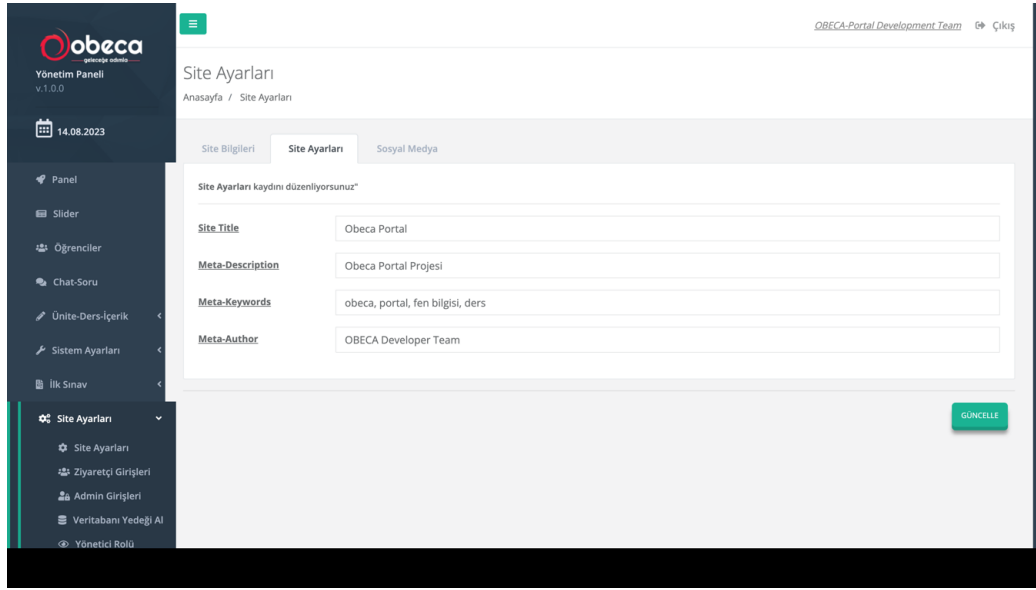 obeca
geleceğe adımla
Yönetim Paneli
v.1.0.0
14.08.2023
Panel
Slider
Öğrenciler
Chat-Soru
Ünite-Ders-İçerik
Sistem Ayarları
İlk Sınav
Site Ayarları
Site Ayarları
Ziyaretçi Girişleri
Admin Girişleri
Veritabanı Yedeği Al
Yönetici Rolü
OBECA-Portal Development Team Çıkış
Site Ayarları
Anasayfa / Site Ayarları
Site Bilgileri Site Ayarları Sosyal Medya
Site Ayarları kaydını düzenliyorsunuz"
Site Title Obeca Portal
Meta-Description Obeca Portal Projesi
Meta-Keywords obeca, portal, fen bilgisi, ders
Meta-Author OBECA Developer Team
GÜNCELLE